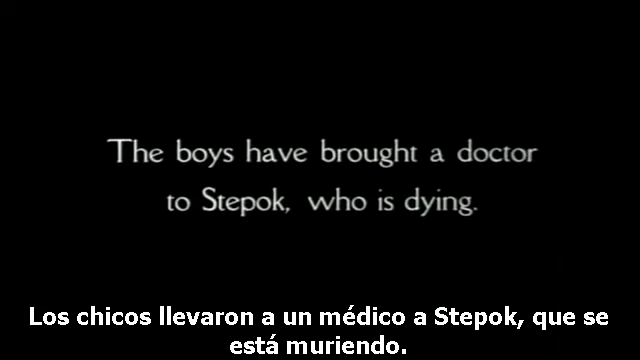 The boys have brought a doctor
to Stepok, who is dying.
Los chicos llevaron a un médico a Stepok, que se
está muriendo.